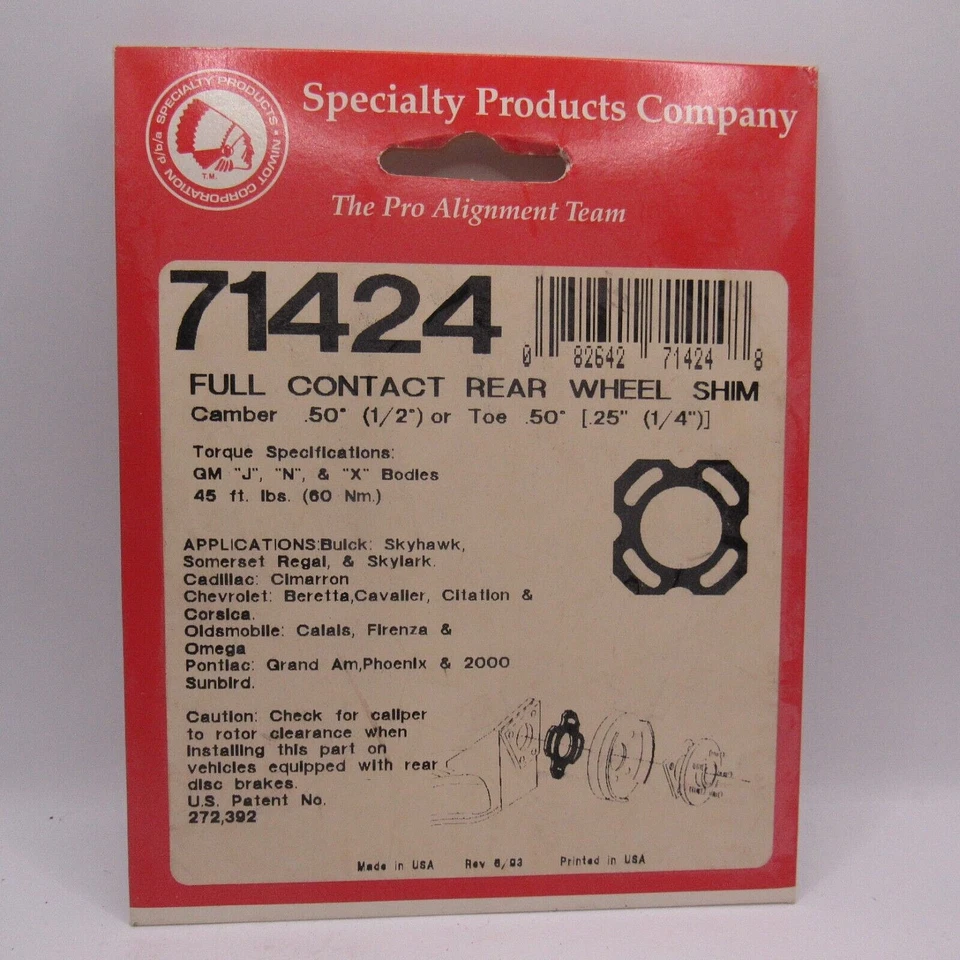 Specialty Products Company
d/b/a SPECIALTY PRODUCTS • NIWOT CORPORATION
T.M.
The Pro Alignment Team
71424
0 82642 71424 8
FULL CONTACT REAR WHEEL SHIM
Camber .50° (1/2°) or Toe .50° [.25" (1/4")]
Torque Specifications:
GM "J", "N", & "X" Bodies
45 ft. lbs. (60 Nm.)
APPLICATIONS:Buick: Skyhawk,
Somerset Regal, & Skylark.
Cadillac: Cimarron
Chevrolet: Beretta,Cavalier, Citation &
Corsica.
Oldsmobile: Calais, Firenza &
Omega
Pontiac: Grand Am,Phoenix & 2000
Sunbird.
Caution: Check for caliper
to rotor clearance when
installing this part on
vehicles equipped with rear
disc brakes.
U.S. Patent No.
272,392
Made in USA Rev 6/93 Printed in USA